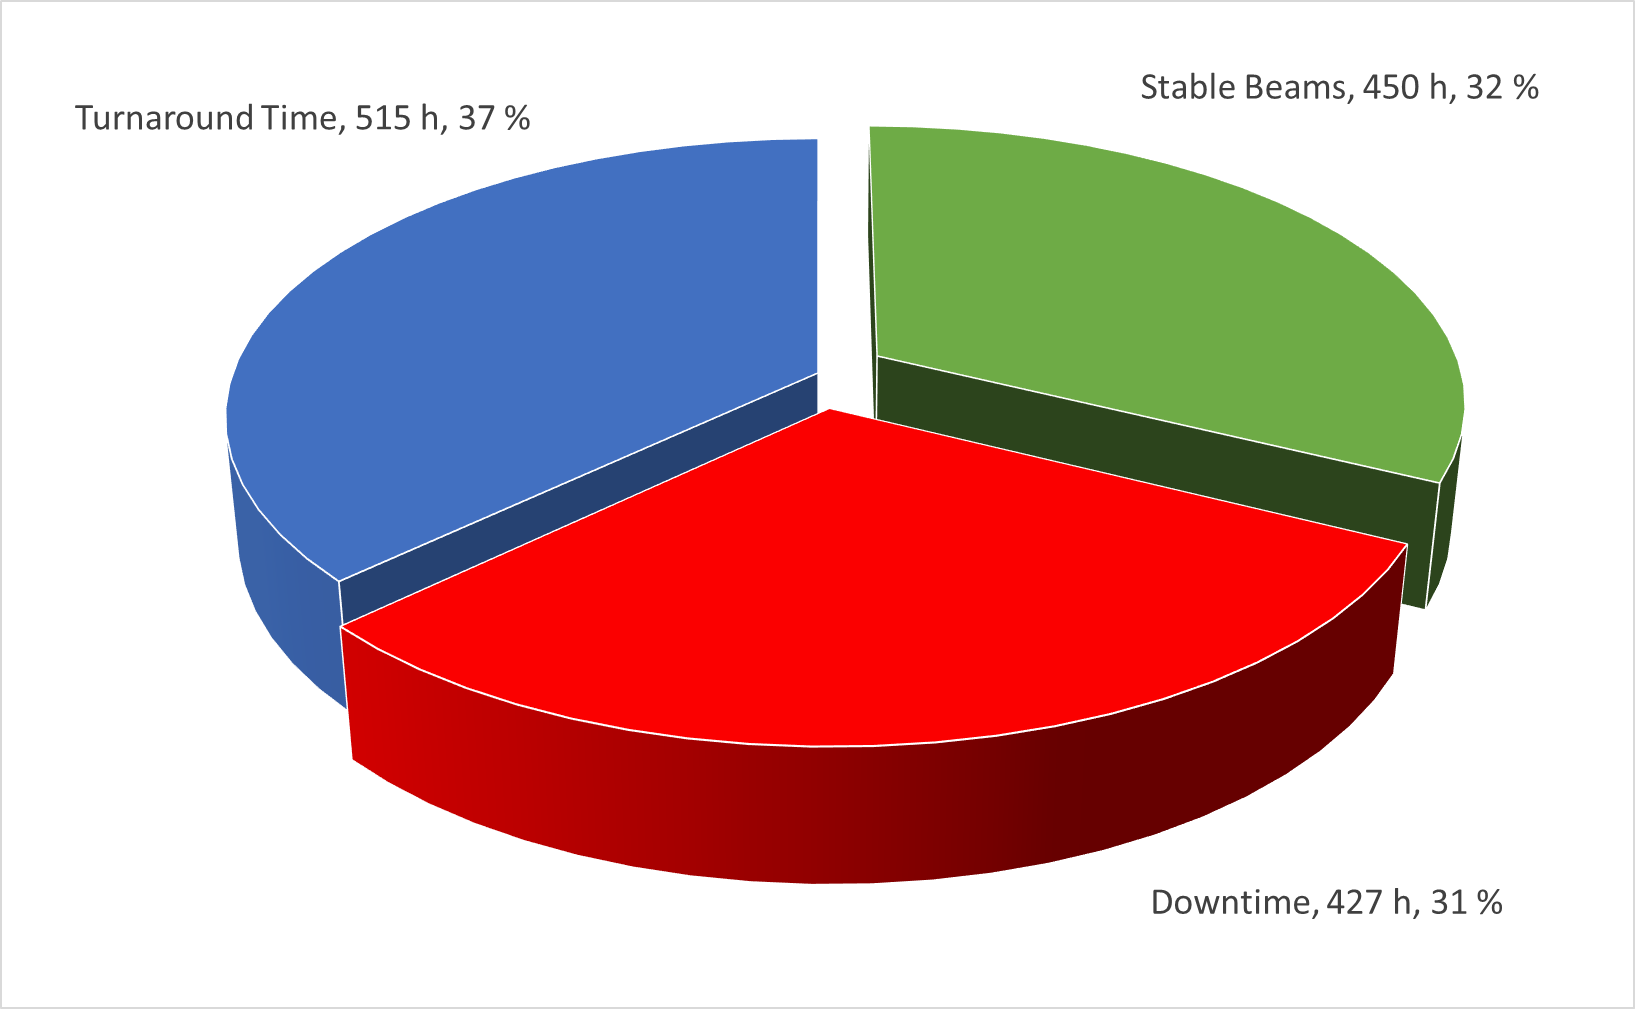 Stable Beams, 450 h, 32 %
Turnaround Time, 515 h, 37 %
Downtime, 427 h, 31 %